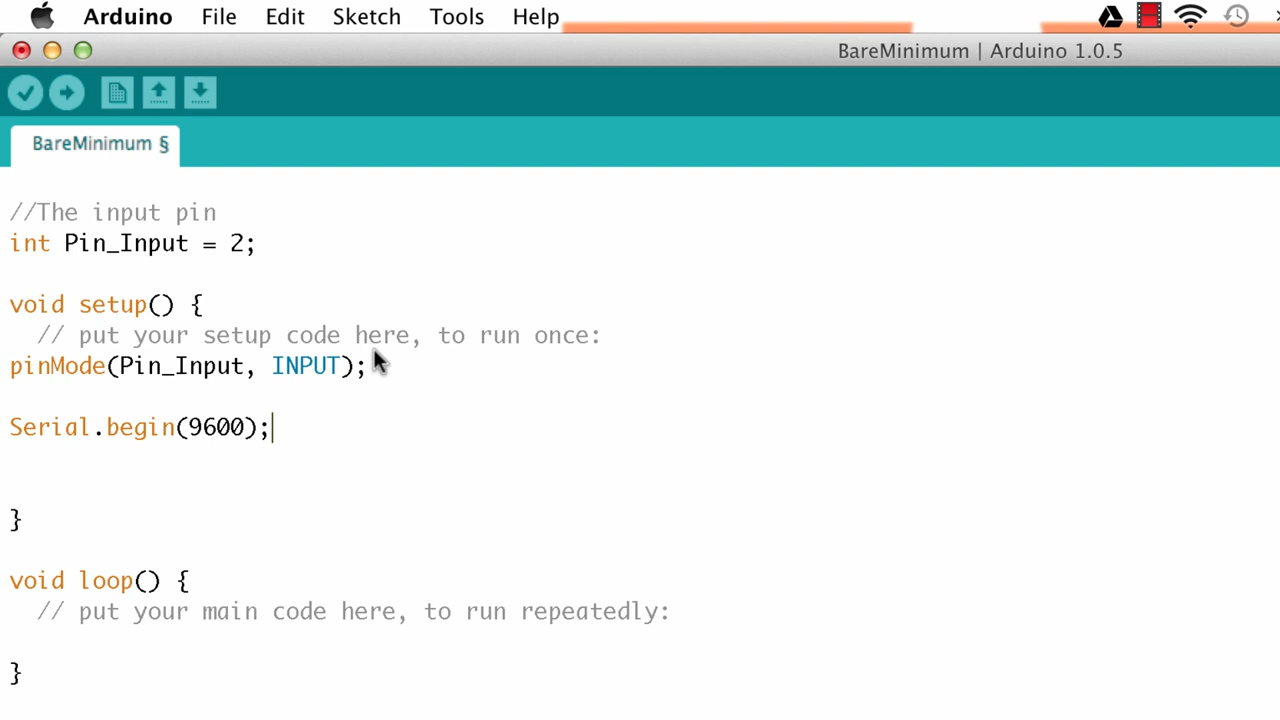 Arduino File Edit Sketch Tools Help
BareMinimum | Arduino 1.0.5
BareMinimum §
//The input pin
int Pin_Input = 2;
void setup() {
// put your setup code here, to run once:
pinMode(Pin_Input, INPUT);
Serial.begin(9600);
}
void loop() {
// put your main code here, to run repeatedly:
}